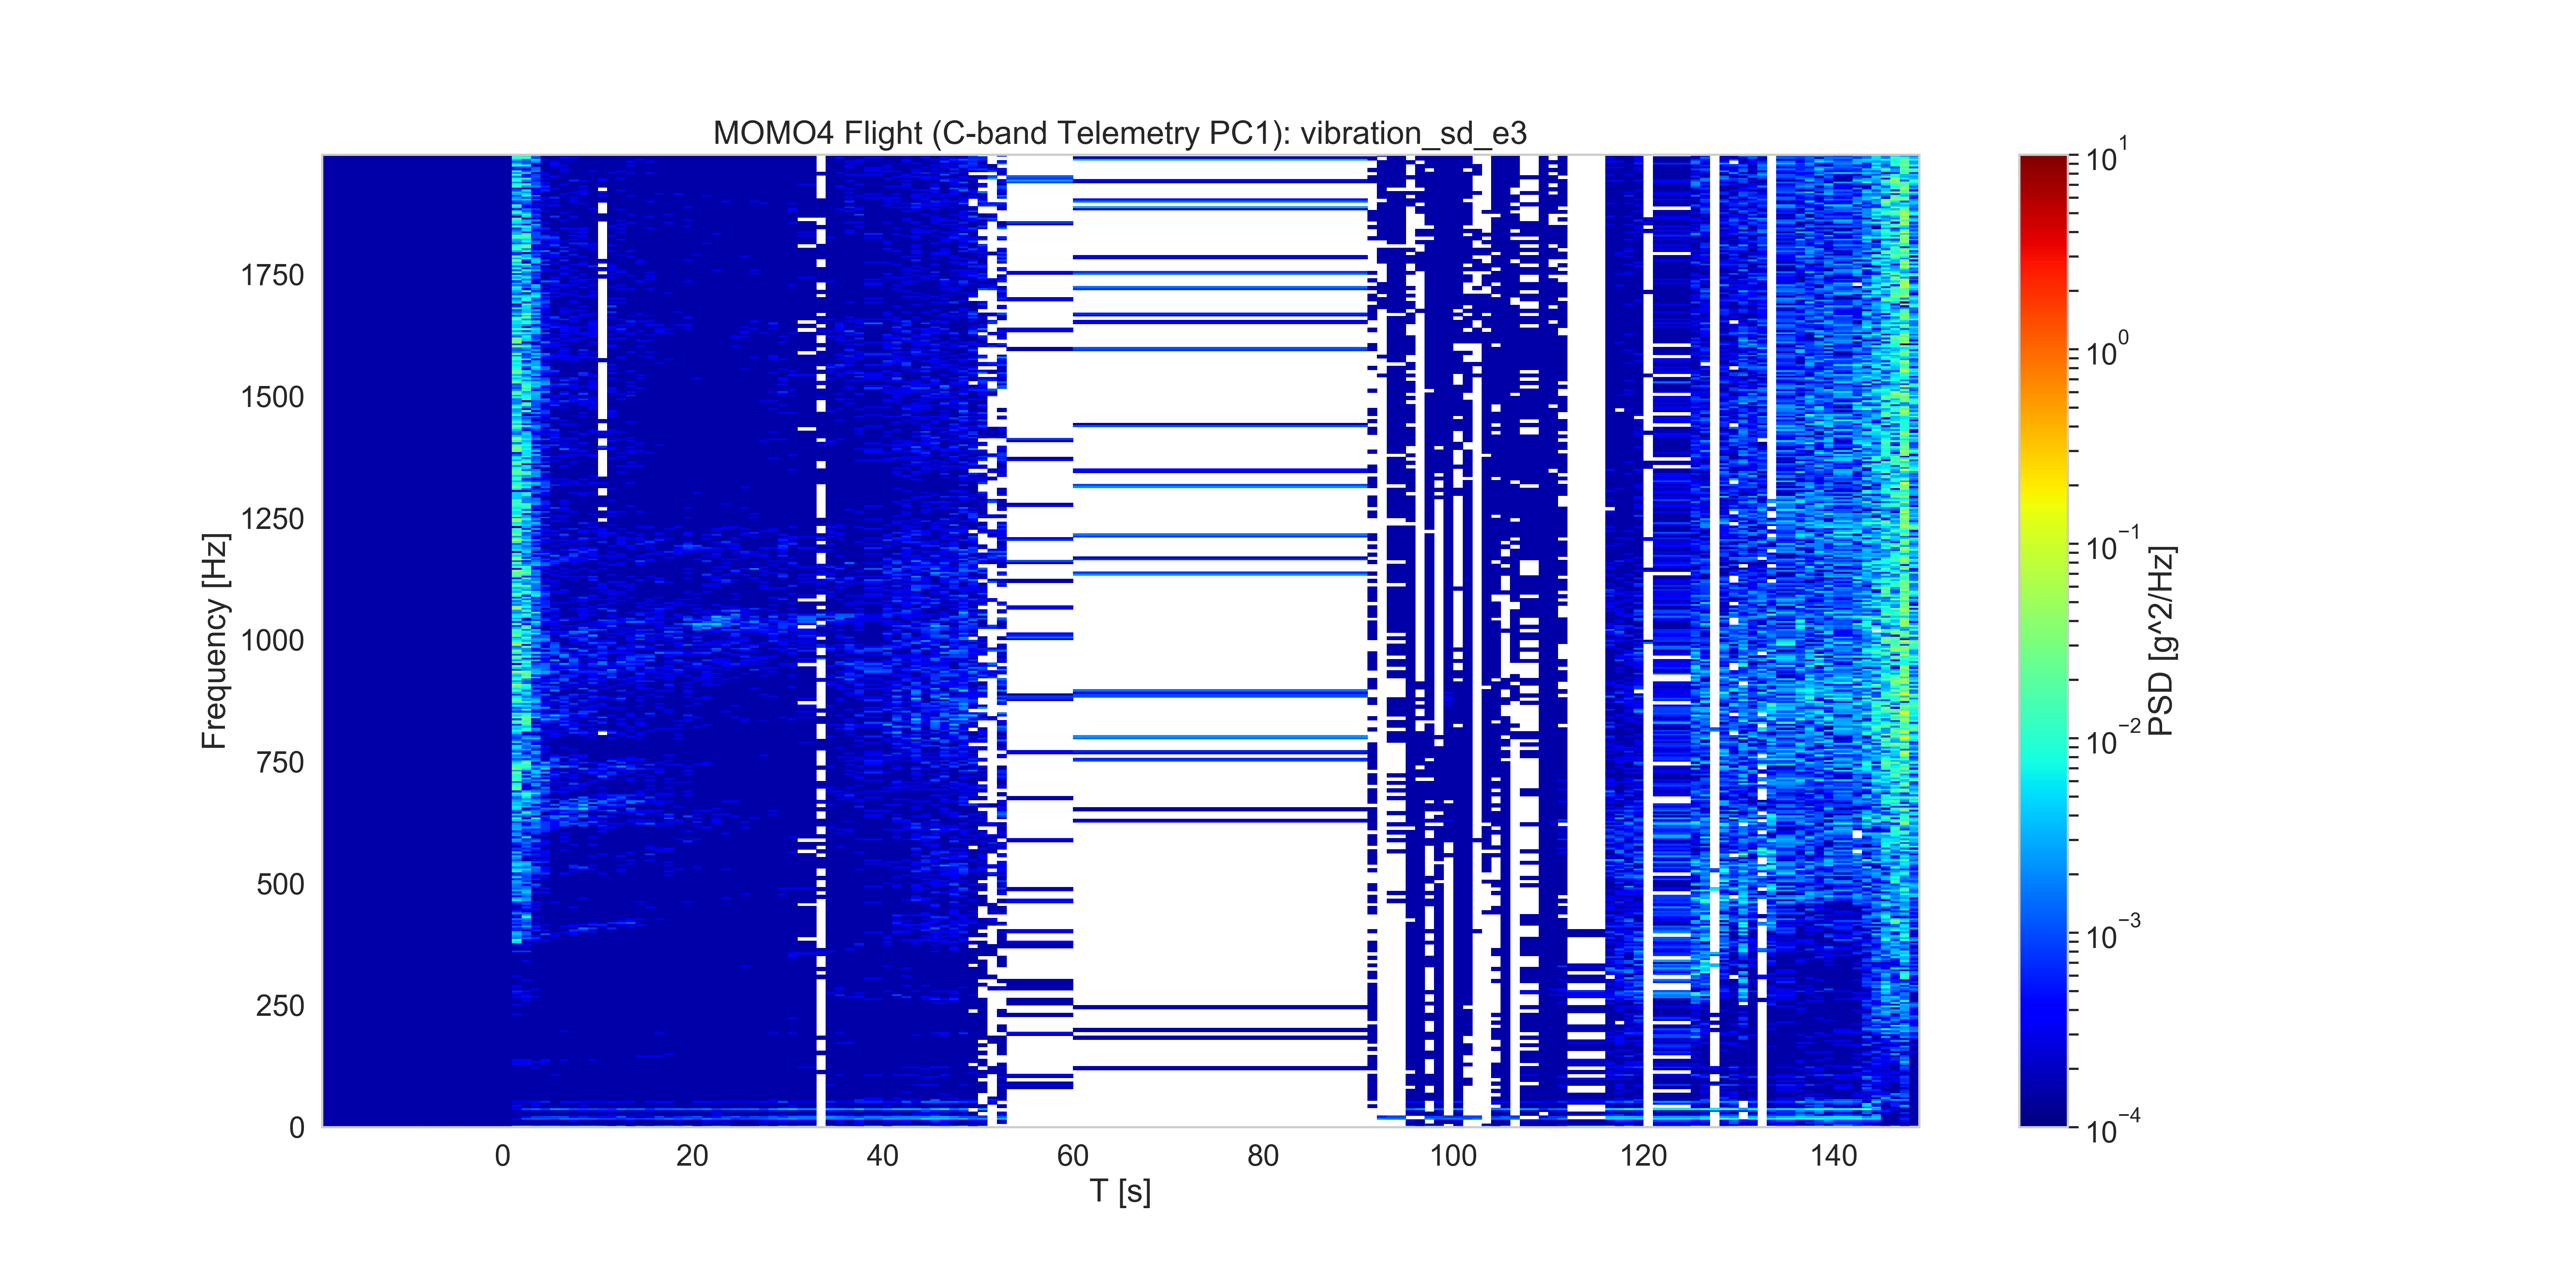 MOMO4 Flight (C-band Telemetry PC1): vibration_sd_e3
Frequency [Hz]
1750
1500
1250
1000
750
500
250
0
0 20 40 60 80 100 120 140
T [s]
10^1
10^0
10^−1
10^−2
10^−3
10^−4
PSD [g^2/Hz]